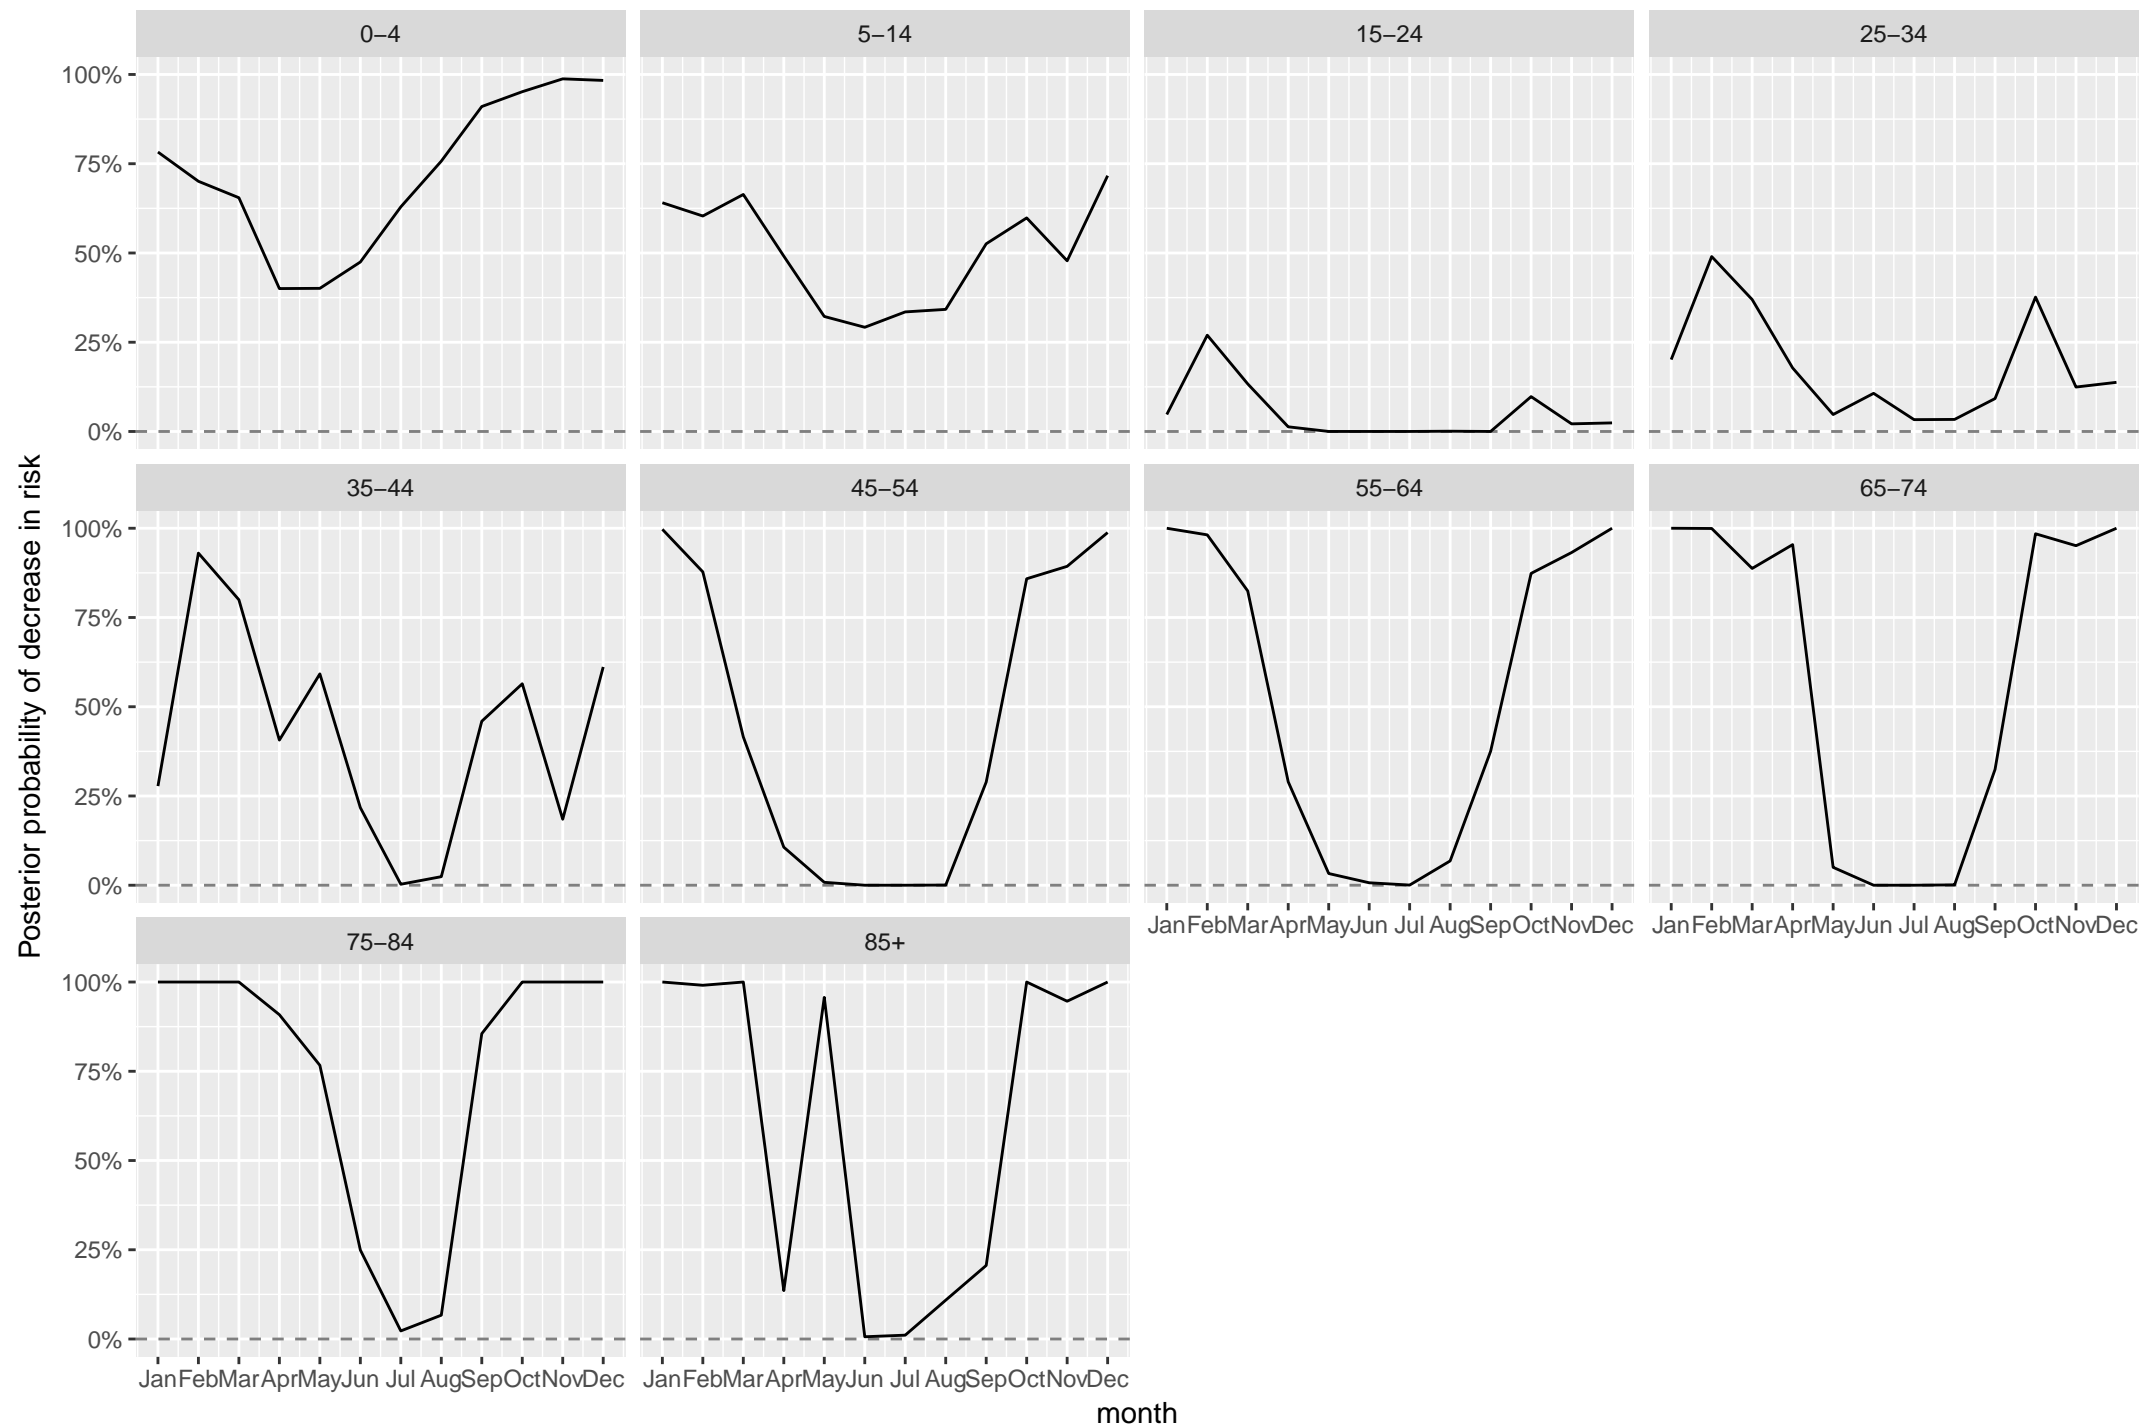 0–4 5–14 15–24 25–34
100%
75%
50%
25%
0%
35–44 45–54 55–64 65–74
100%
75%
50%
25%
0%
Jan Feb Mar Apr May Jun Jul Aug Sep Oct Nov Dec Jan Feb Mar Apr May Jun Jul Aug Sep Oct Nov Dec
75–84 85+
100%
75%
50%
25%
0%
Jan Feb Mar Apr May Jun Jul Aug Sep Oct Nov Dec Jan Feb Mar Apr May Jun Jul Aug Sep Oct Nov Dec
month
Posterior probability of decrease in risk